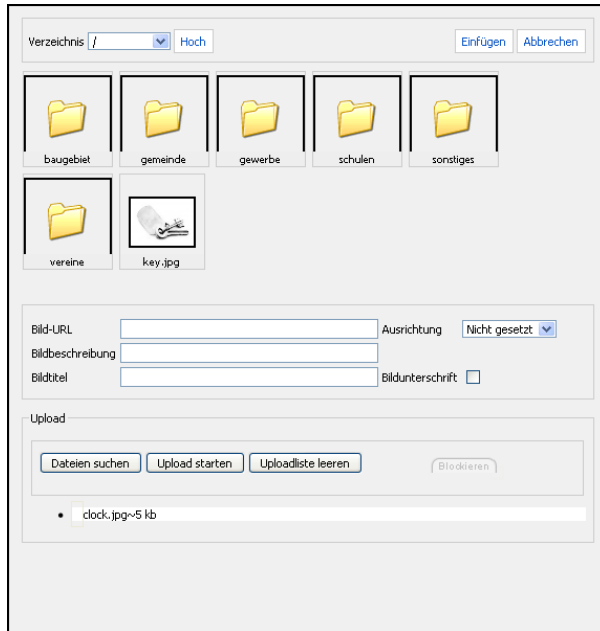 Verzeichnis / Hoch Einfügen Abbrechen
baugebiet gemeinde gewerbe schulen sonstiges
vereine key.jpg
Bild-URL Ausrichtung Nicht gesetzt
Bildbeschreibung
Bildtitel Bildunterschrift
Upload
Dateien suchen Upload starten Uploadliste leeren Blockieren
clock.jpg~5 kb